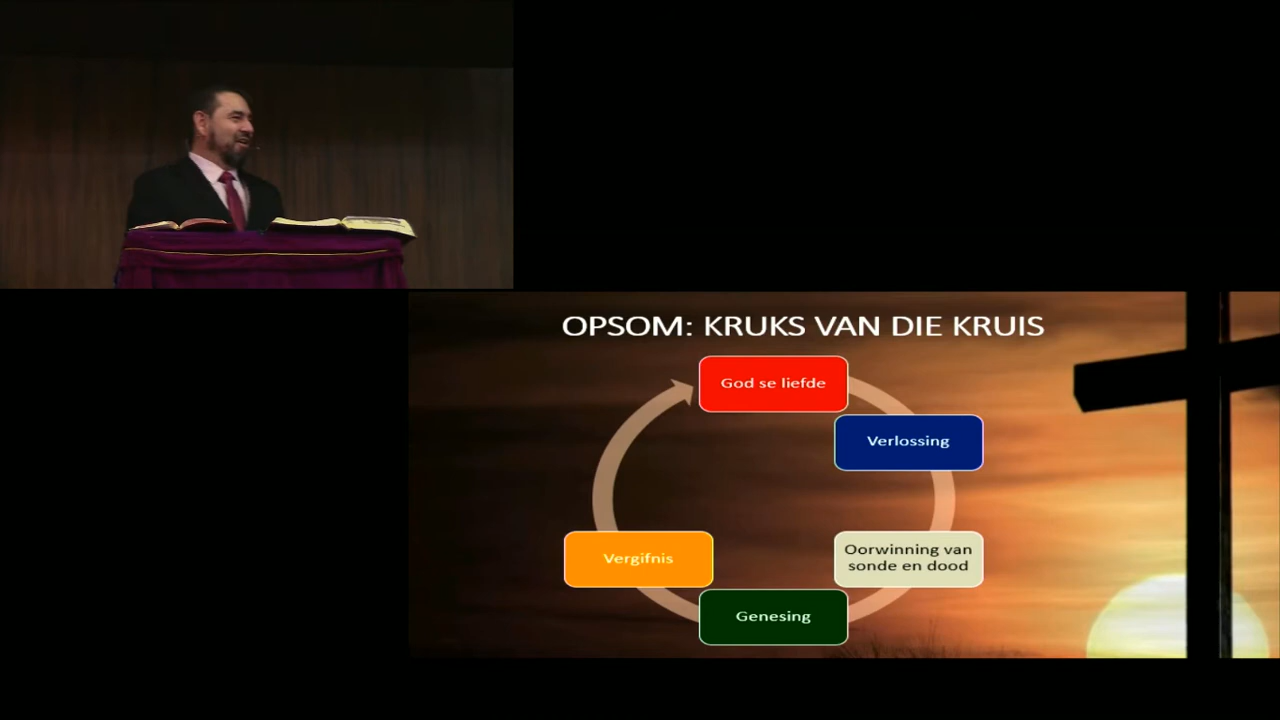 OPSOM: KRUKS VAN DIE KRUIS
God se liefde
Verlossing
Oorwinning van
sonde en dood
Genesing
Vergifnis